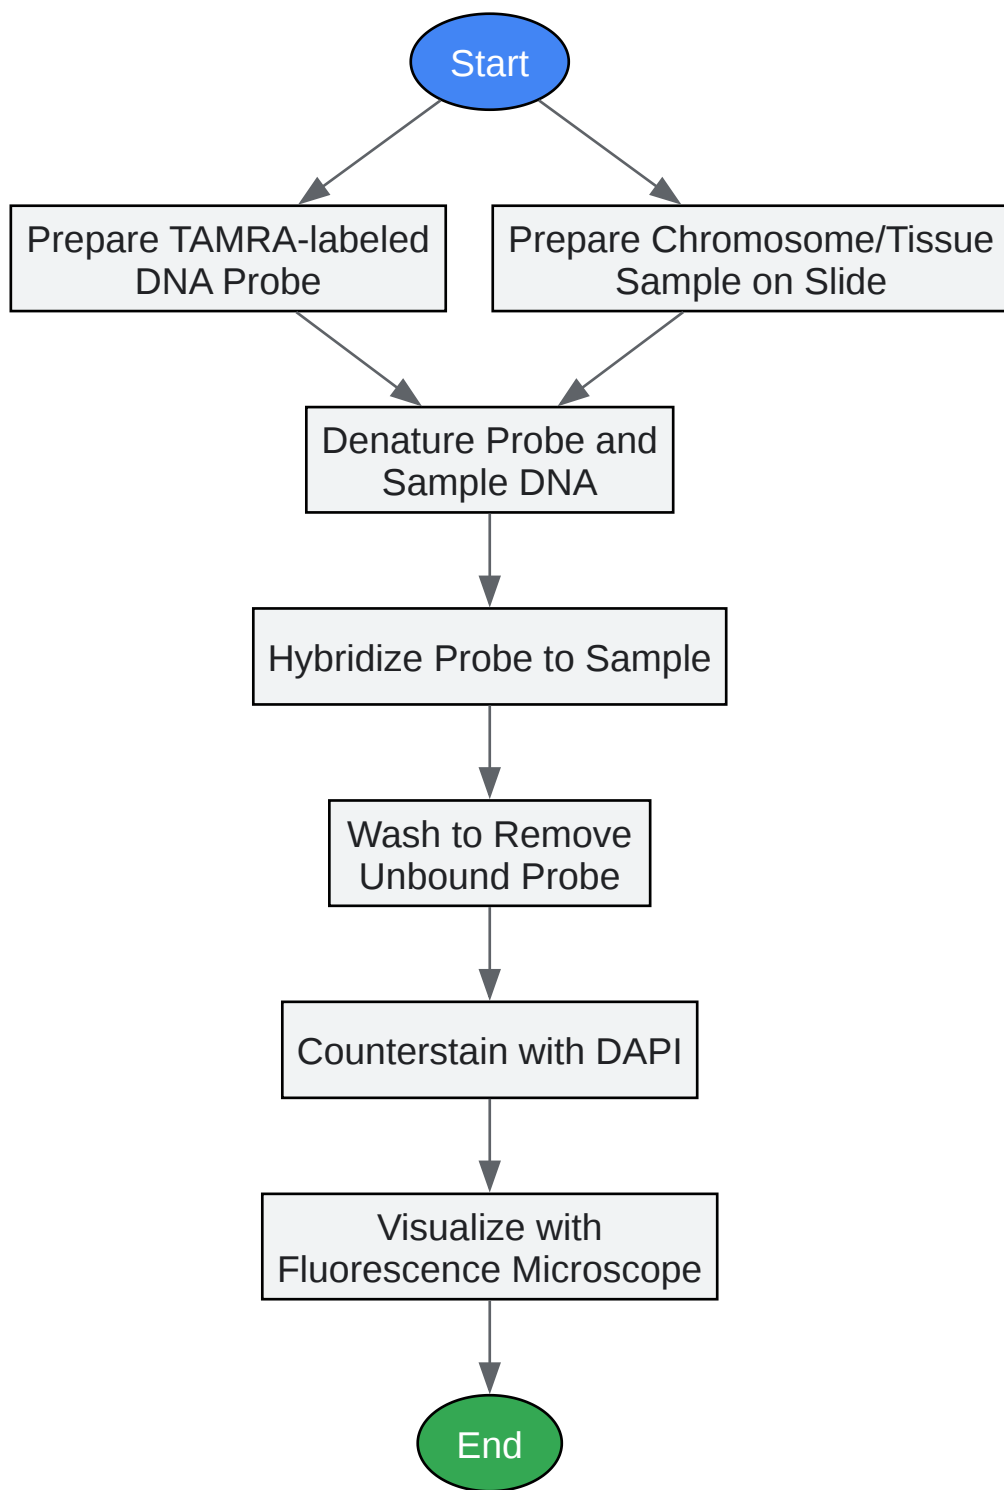 Start
Prepare TAMRA-labeled
DNA Probe
Prepare Chromosome/Tissue
Sample on Slide
Denature Probe and
Sample DNA
Hybridize Probe to Sample
Wash to Remove
Unbound Probe
Counterstain with DAPI
Visualize with
Fluorescence Microscope
End